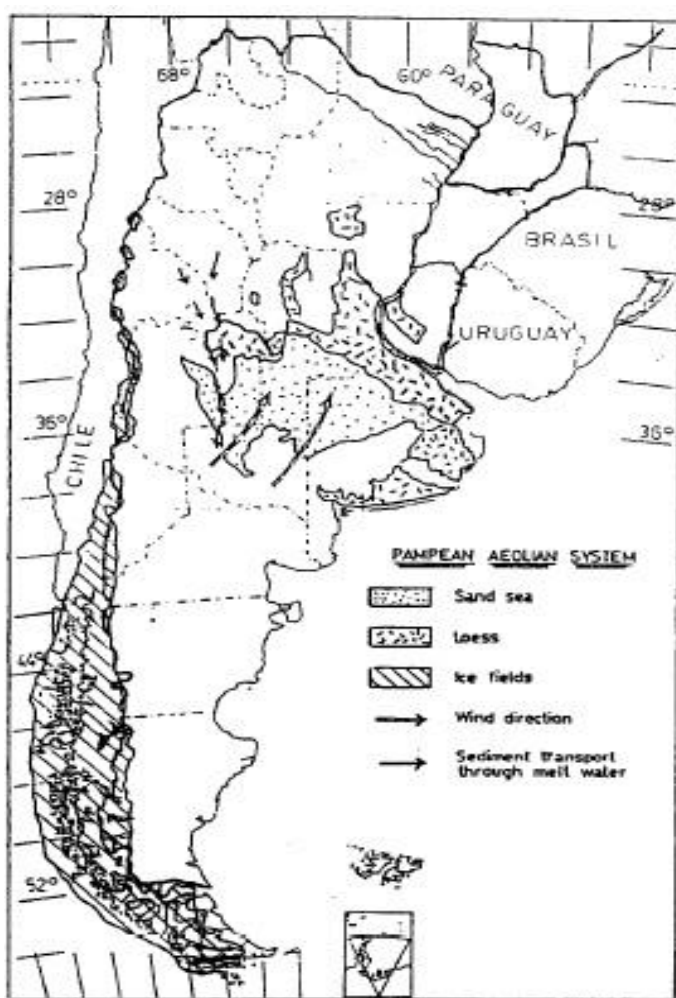 68°
60°
PARAGUAY
28°
28°
BRASIL
URUGUAY
36°
36°
CHILE
PAMPEAN AEOLIAN SYSTEM
Sand sea
Loess
44°
Ice fields
Wind direction
Sediment transport
through melt water
52°